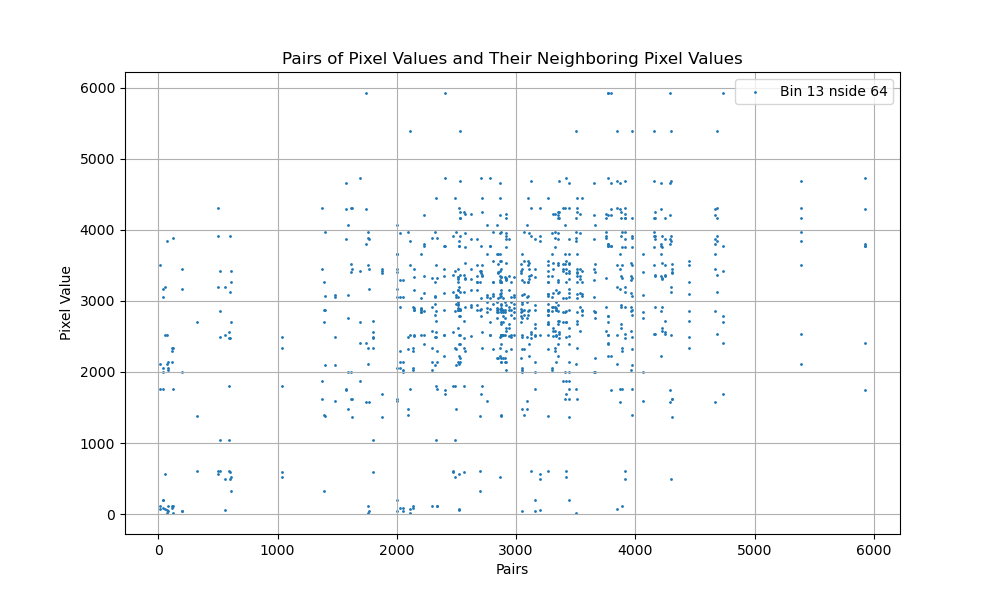 Pairs of Pixel Values and Their Neighboring Pixel Values
Bin 13 nside 64
6000
5000
4000
3000
2000
1000
0
Pixel Value
0 1000 2000 3000 4000 5000 6000
Pairs